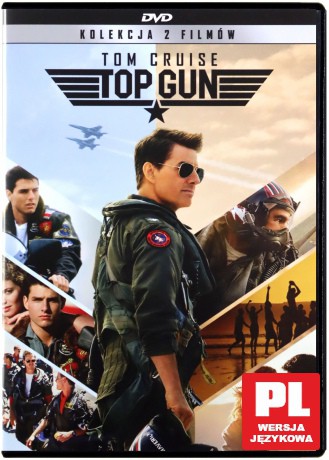 DVD
KOLEKCJA 2 FILMÓW
TOM CRUISE
TOP GUN
PL
WERSJA
JĘZYKOWA